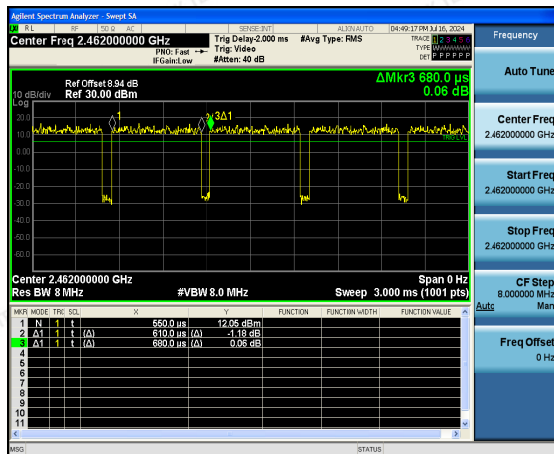 Agilent Spectrum Analyzer - Swept SA
RL RF 50 Ω AC SENSE:INT ALIGN AUTO 04:49:17 PM Jul 16, 2024
Center Freq 2.462000000 GHz
PNO: Fast
IFGain:Low
Trig Delay-2.000 ms
Trig: Video
#Atten: 40 dB
#Avg Type: RMS
TRACE 1 2 3 4 5 6
TYPE
DET P P P P P P
Ref Offset 8.94 dB
10 dB/div Ref 30.00 dBm
Log
ΔMkr3 680.0 µs
0.06 dB
1
3Δ1
TRIG LVL
20.0
10.0
0.00
-10.0
-20.0
-30.0
-40.0
-50.0
-60.0
Center 2.462000000 GHz Span 0 Hz
Res BW 8 MHz #VBW 8.0 MHz Sweep 3.000 ms (1001 pts)
MKR MODE TRC SCL X Y FUNCTION FUNCTION WIDTH FUNCTION VALUE
1 N 1 t 550.0 µs 12.05 dBm
2 Δ1 1 t (Δ) 610.0 µs (Δ) -1.18 dB
3 Δ1 1 t (Δ) 680.0 µs (Δ) 0.06 dB
4
5
6
7
8
9
10
11
MSG STATUS
Frequency
Auto Tune
Center Freq
2.462000000 GHz
Start Freq
2.462000000 GHz
Stop Freq
2.462000000 GHz
CF Step
8.000000 MHz
Auto Man
Freq Offset
0 Hz